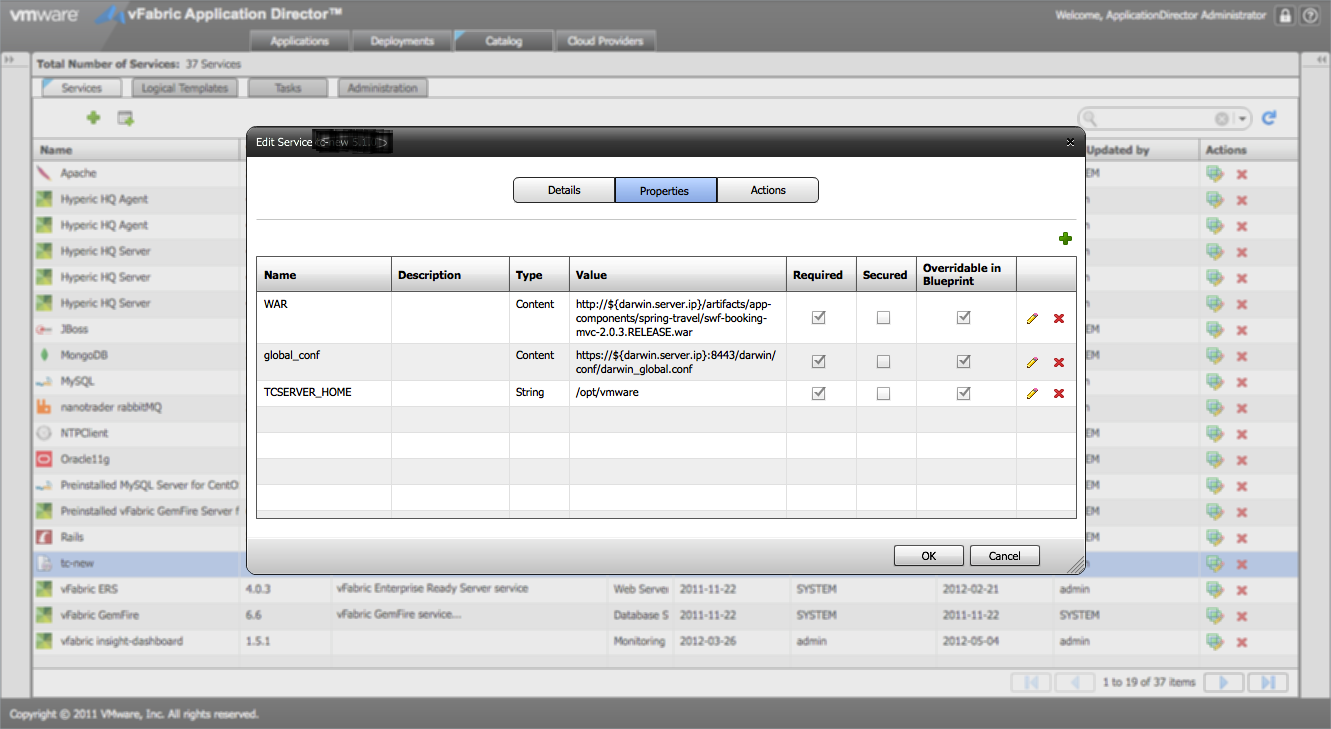 vmware vFabric Application Director™
Welcome, ApplicationDirector Administrator
Applications Deployments Catalog Cloud Providers
Total Number of Services: 37 Services
Services Logical Templates Tasks Administration
Name Updated by Actions
Edit Service
Details Properties Actions
Name Description Type Value Required Secured Overridable in
Blueprint
WAR Content http://${darwin.server.ip}/artifacts/app-
components/spring-travel/swf-booking-
mvc-2.0.3.RELEASE.war
global_conf Content https://${darwin.server.ip}:8443/darwin/
conf/darwin_global.conf
TCSERVER_HOME String /opt/vmware
OK Cancel
Apache
Hyperic HQ Agent
Hyperic HQ Agent
Hyperic HQ Server
Hyperic HQ Server
Hyperic HQ Server
JBoss
MongoDB
MySQL
nanotrader rabbitMQ
NTPClient
Oracle11g
Preinstalled MySQL Server for CentO
Preinstalled vFabric GemFire Server f
Rails
tc-new
vFabric ERS 4.0.3 vFabric Enterprise Ready Server service Web Server 2011-11-22 SYSTEM 2012-02-21 admin
vFabric GemFire 6.6 vFabric GemFire service... Database S 2011-11-22 SYSTEM 2011-11-22 SYSTEM
vfabric insight-dashboard 1.5.1 Monitoring 2012-03-26 admin 2012-05-04 admin
1 to 19 of 37 items
Copyright © 2011 VMware, Inc. All rights reserved.